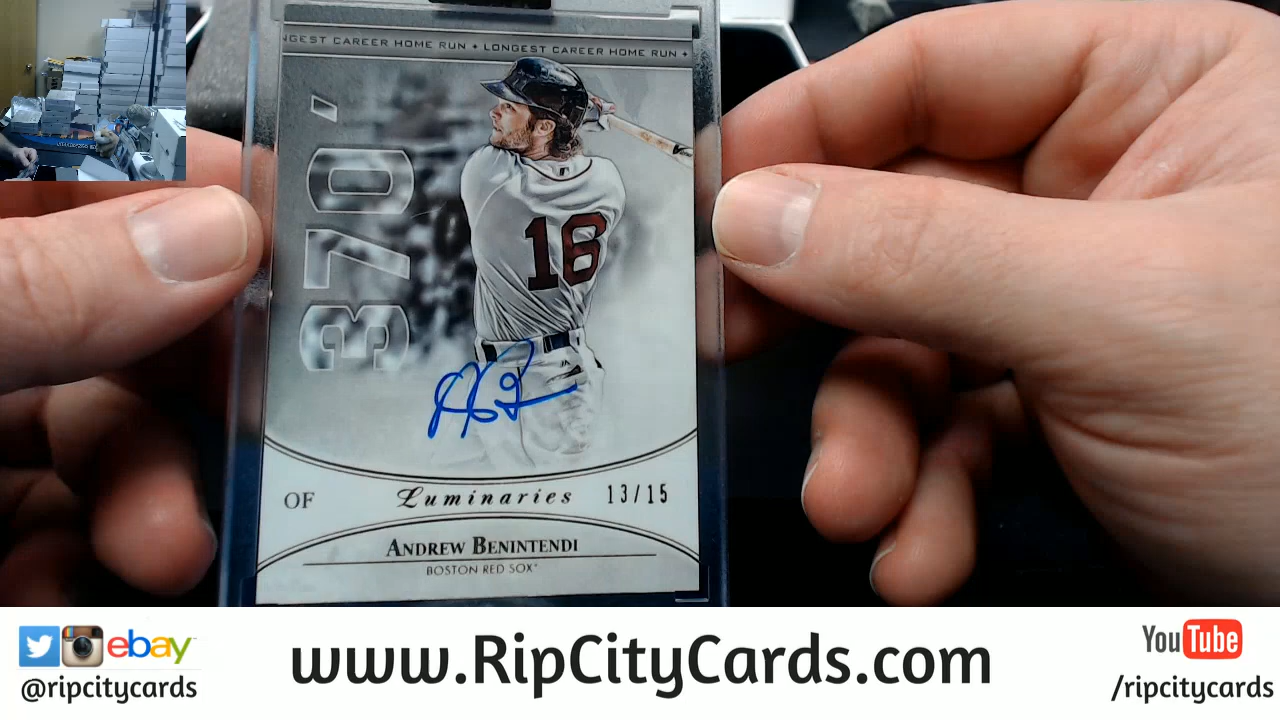 NGEST CAREER HOME RUN + LONGEST CAREER HOME RUN +
370'
16
OF Luminaries 13/15
ANDREW BENINTENDI
BOSTON RED SOX
ebay
@ripcitycards
www.RipCityCards.com
YouTube
/ripcitycards